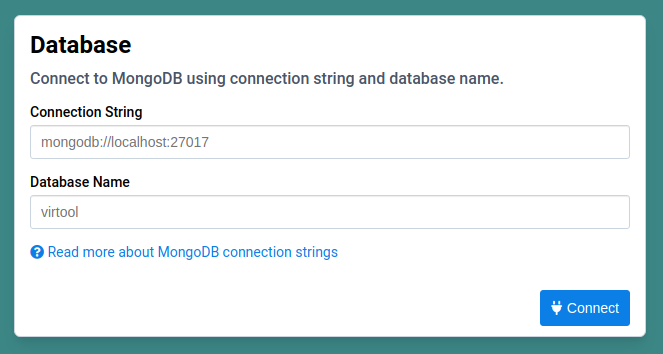 Database
Connect to MongoDB using connection string and database name.
Connection String
mongodb://localhost:27017
Database Name
virtool
Read more about MongoDB connection strings
Connect